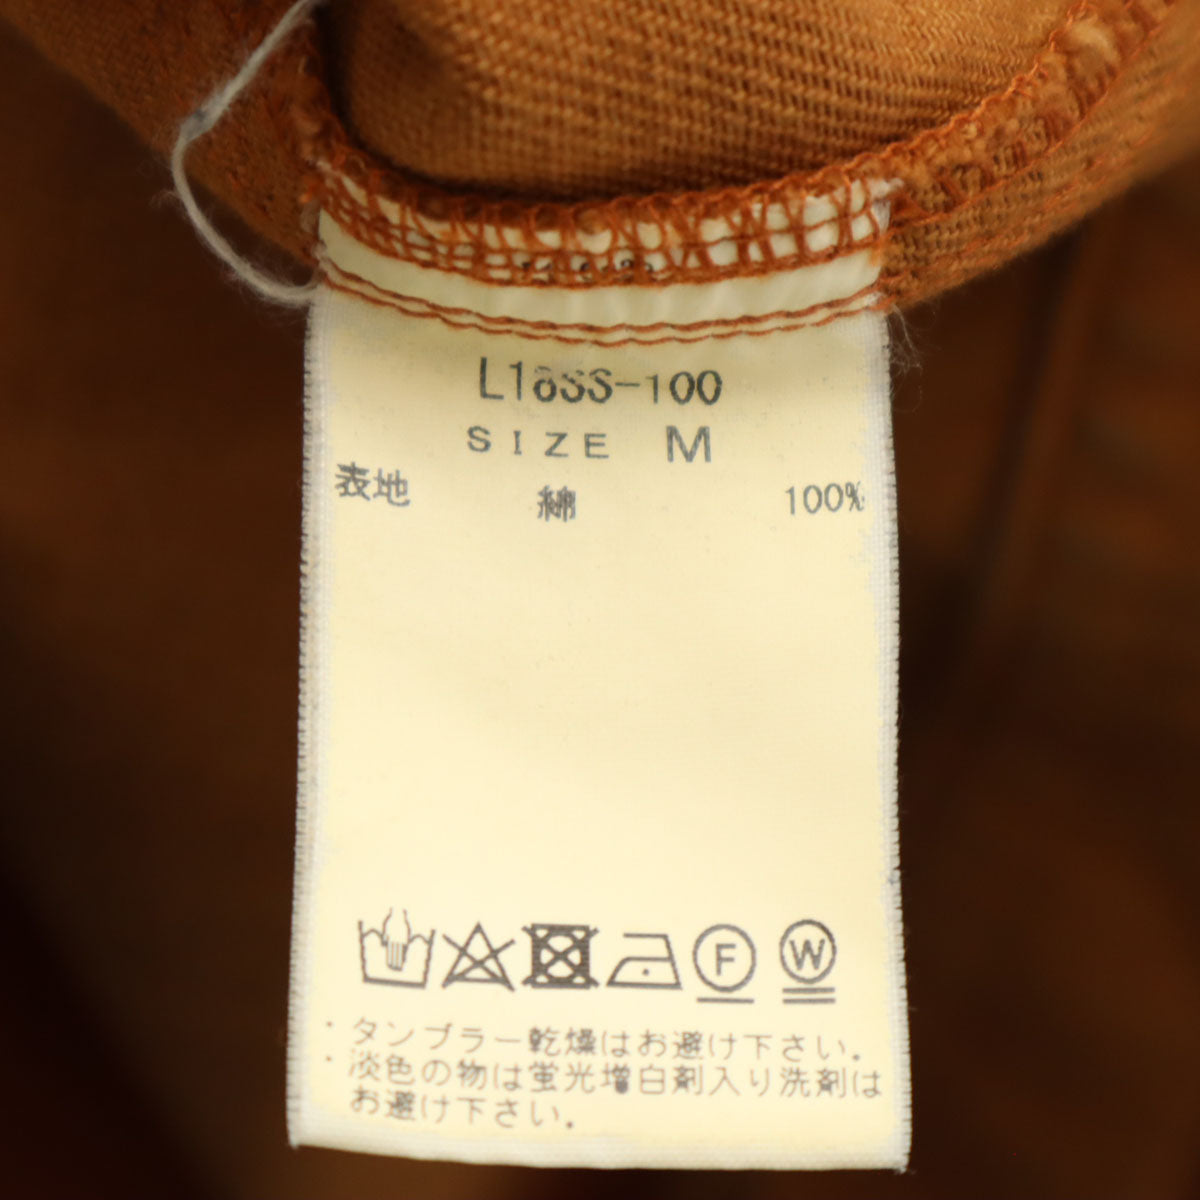 L18SS-100
SIZE M
表地 綿 100%
F W
・タンブラー乾燥はお避け下さい。
・淡色の物は蛍光増白剤入り洗剤は
お避け下さい。